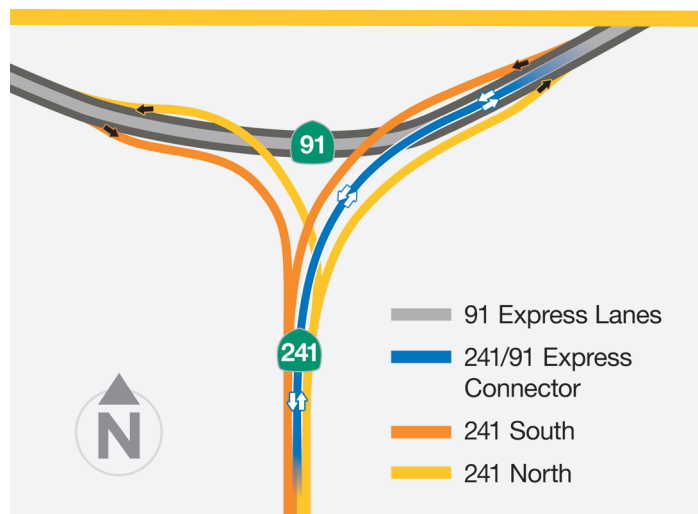 91
241
91 Express Lanes
241/91 Express
Connector
241 South
241 North
N